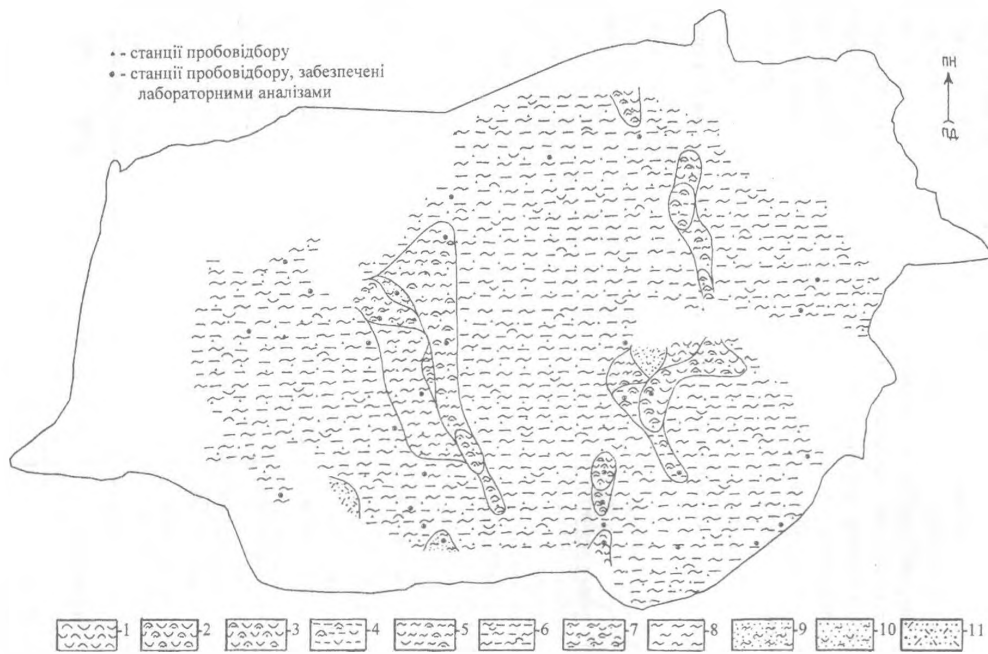 - станції пробовідбору
- станції пробовідбору, забезпечені
лабораторними аналізами
ПН
ПД
-1 -2 -3 -4 -5 -6 -7 -8 -9 -10 -11